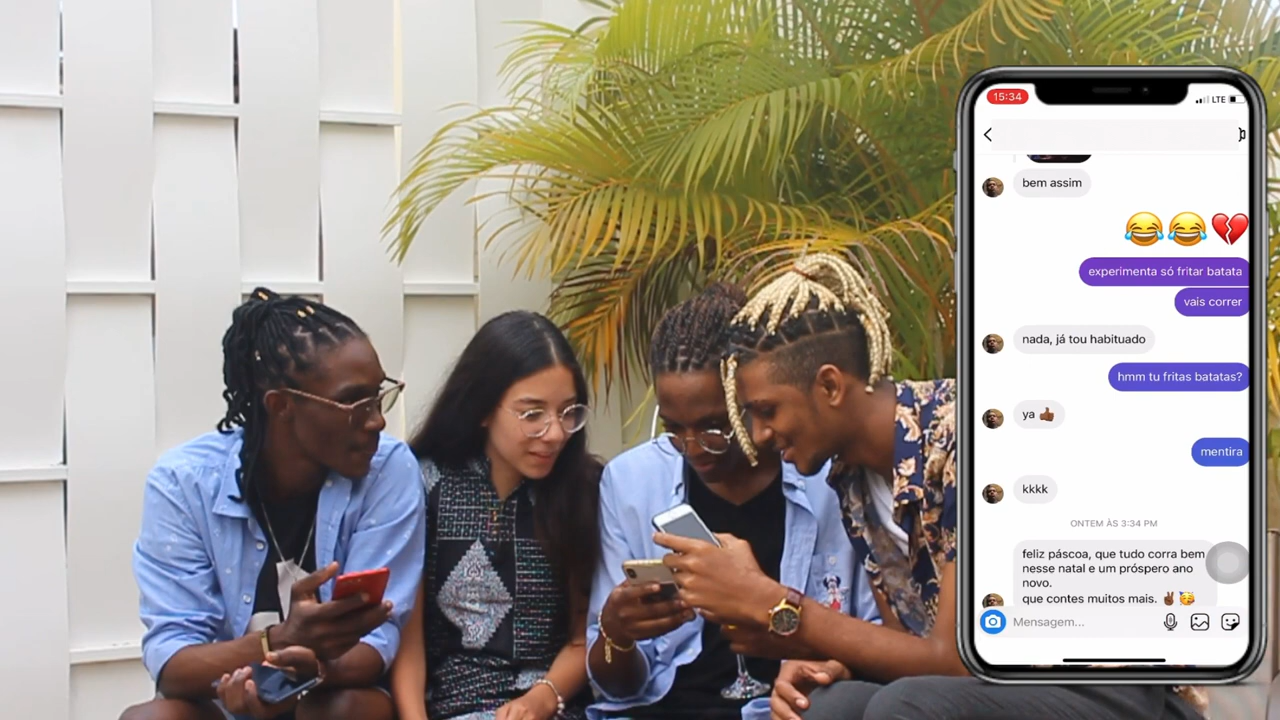 15:34
LTE
bem assim
experimenta só fritar batata
vais correr
nada, já tou habituado
hmm tu fritas batatas?
ya
mentira
kkkk
ONTEM ÀS 3:34 PM
feliz páscoa, que tudo corra bem
nesse natal e um próspero ano
novo.
que contes muitos mais.
Mensagem...